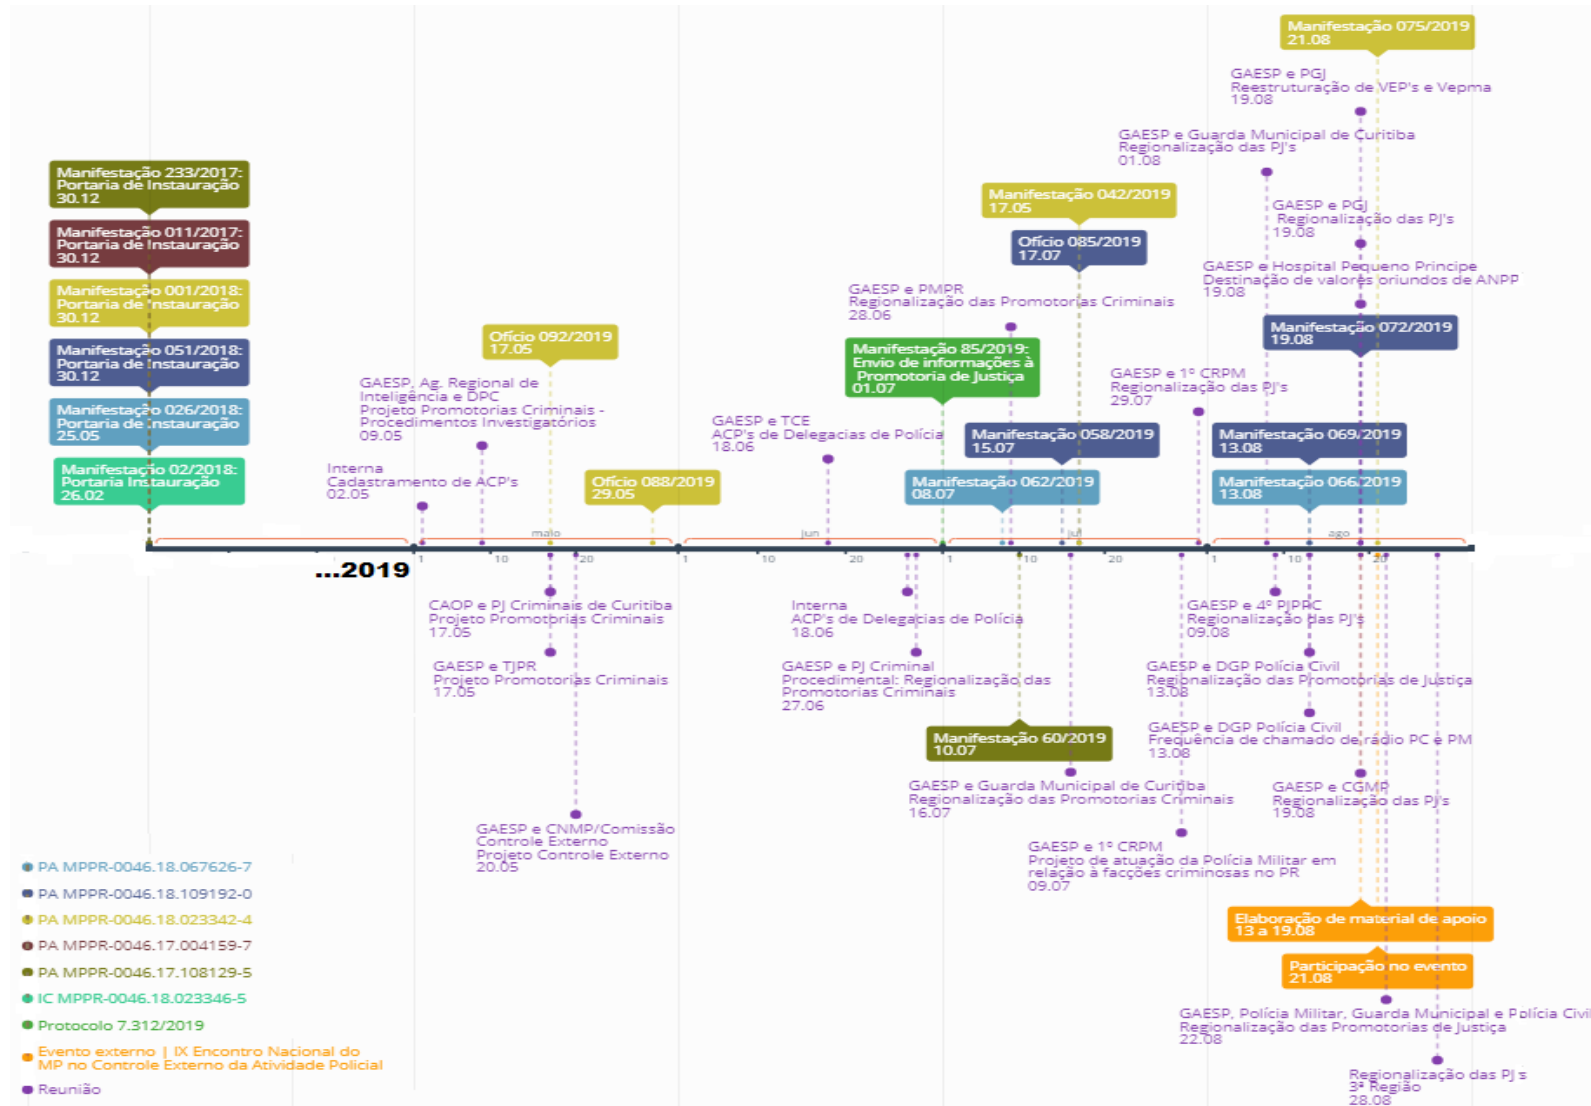 Manifestação 075/2019
21.08
GAESP e PGJ
Reestruturação de VEP's e Vepma
19.08
GAESP e Guarda Municipal de Curitiba
Regionalização das PJ's
01.08
Manifestação 233/2017:
Portaria de Instauração
30.12
Manifestação 042/2019
17.05
GAESP e PGJ
Regionalização das PJ's
19.08
Manifestação 011/2017:
Portaria de Instauração
30.12
Ofício 085/2019
17.07
GAESP e Hospital Pequeno Principe
Destinação de valores oriundos de ANPP
19.08
Manifestação 001/2018:
Portaria de Instauração
30.12
GAESP e PMPR
Regionalização das Promotorias Criminais
28.06
Manifestação 072/2019
19.08
Ofício 092/2019
17.05
Manifestação 051/2018:
Portaria de Instauração
30.12
Manifestação 85/2019:
Envio de informações à
Promotoria de Justiça
01.07
GAESP e 1º CRPM
Regionalização das PJ's
29.07
GAESP, Ag. Regional de
Inteligência e DPC
Projeto Promotorias Criminais -
Procedimentos Investigatórios
09.05
Manifestação 026/2018:
Portaria de Instauração
25.05
GAESP e TCE
ACP's de Delegacias de Polícia
18.06
Manifestação 058/2019
15.07
Manifestação 069/2019
13.08
Manifestação 02/2018:
Portaria Instauração
26.02
Interna
Cadastramento de ACP's
02.05
Ofício 088/2019
29.05
Manifestação 062/2019
08.07
Manifestação 066/2019
13.08
maio jun jul ago
1 10 20 1 10 20 1 10 20 1 10 20
...2019
CAOP e PJ Criminais de Curitiba
Projeto Promotorias Criminais
17.05
Interna
ACP's de Delegacias de Polícia
18.06
GAESP e 4º PJPPC
Regionalização das PJ's
09.08
GAESP e TJPR
Projeto Promotorias Criminais
17.05
GAESP e PJ Criminal
Procedimental: Regionalização das
Promotorias Criminais
27.06
GAESP e DGP Polícia Civil
Regionalização das Promotorias de Justiça
13.08
Manifestação 60/2019
10.07
GAESP e DGP Polícia Civil
Frequência de chamado de rádio PC e PM
13.08
GAESP e Guarda Municipal de Curitiba
Regionalização das Promotorias Criminais
16.07
GAESP e CGMP
Regionalização das PJ's
19.08
GAESP e CNMP/Comissão
Controle Externo
Projeto Controle Externo
20.05
GAESP e 1º CRPM
Projeto de atuação da Polícia Militar em
relação à facções criminosas no PR
09.07
Elaboração de material de apoio
13 a 19.08
Participação no evento
21.08
GAESP, Polícia Militar, Guarda Municipal e Polícia Civi
Regionalização das Promotorias de Justiça
22.08
Regionalização das PJ's
3ª Região
28.08
PA MPPR-0046.18.067626-7
PA MPPR-0046.18.109192-0
PA MPPR-0046.18.023342-4
PA MPPR-0046.17.004159-7
PA MPPR-0046.17.108129-5
IC MPPR-0046.18.023346-5
Protocolo 7.312/2019
Evento externo | IX Encontro Nacional do
MP no Controle Externo da Atividade Policial
Reunião